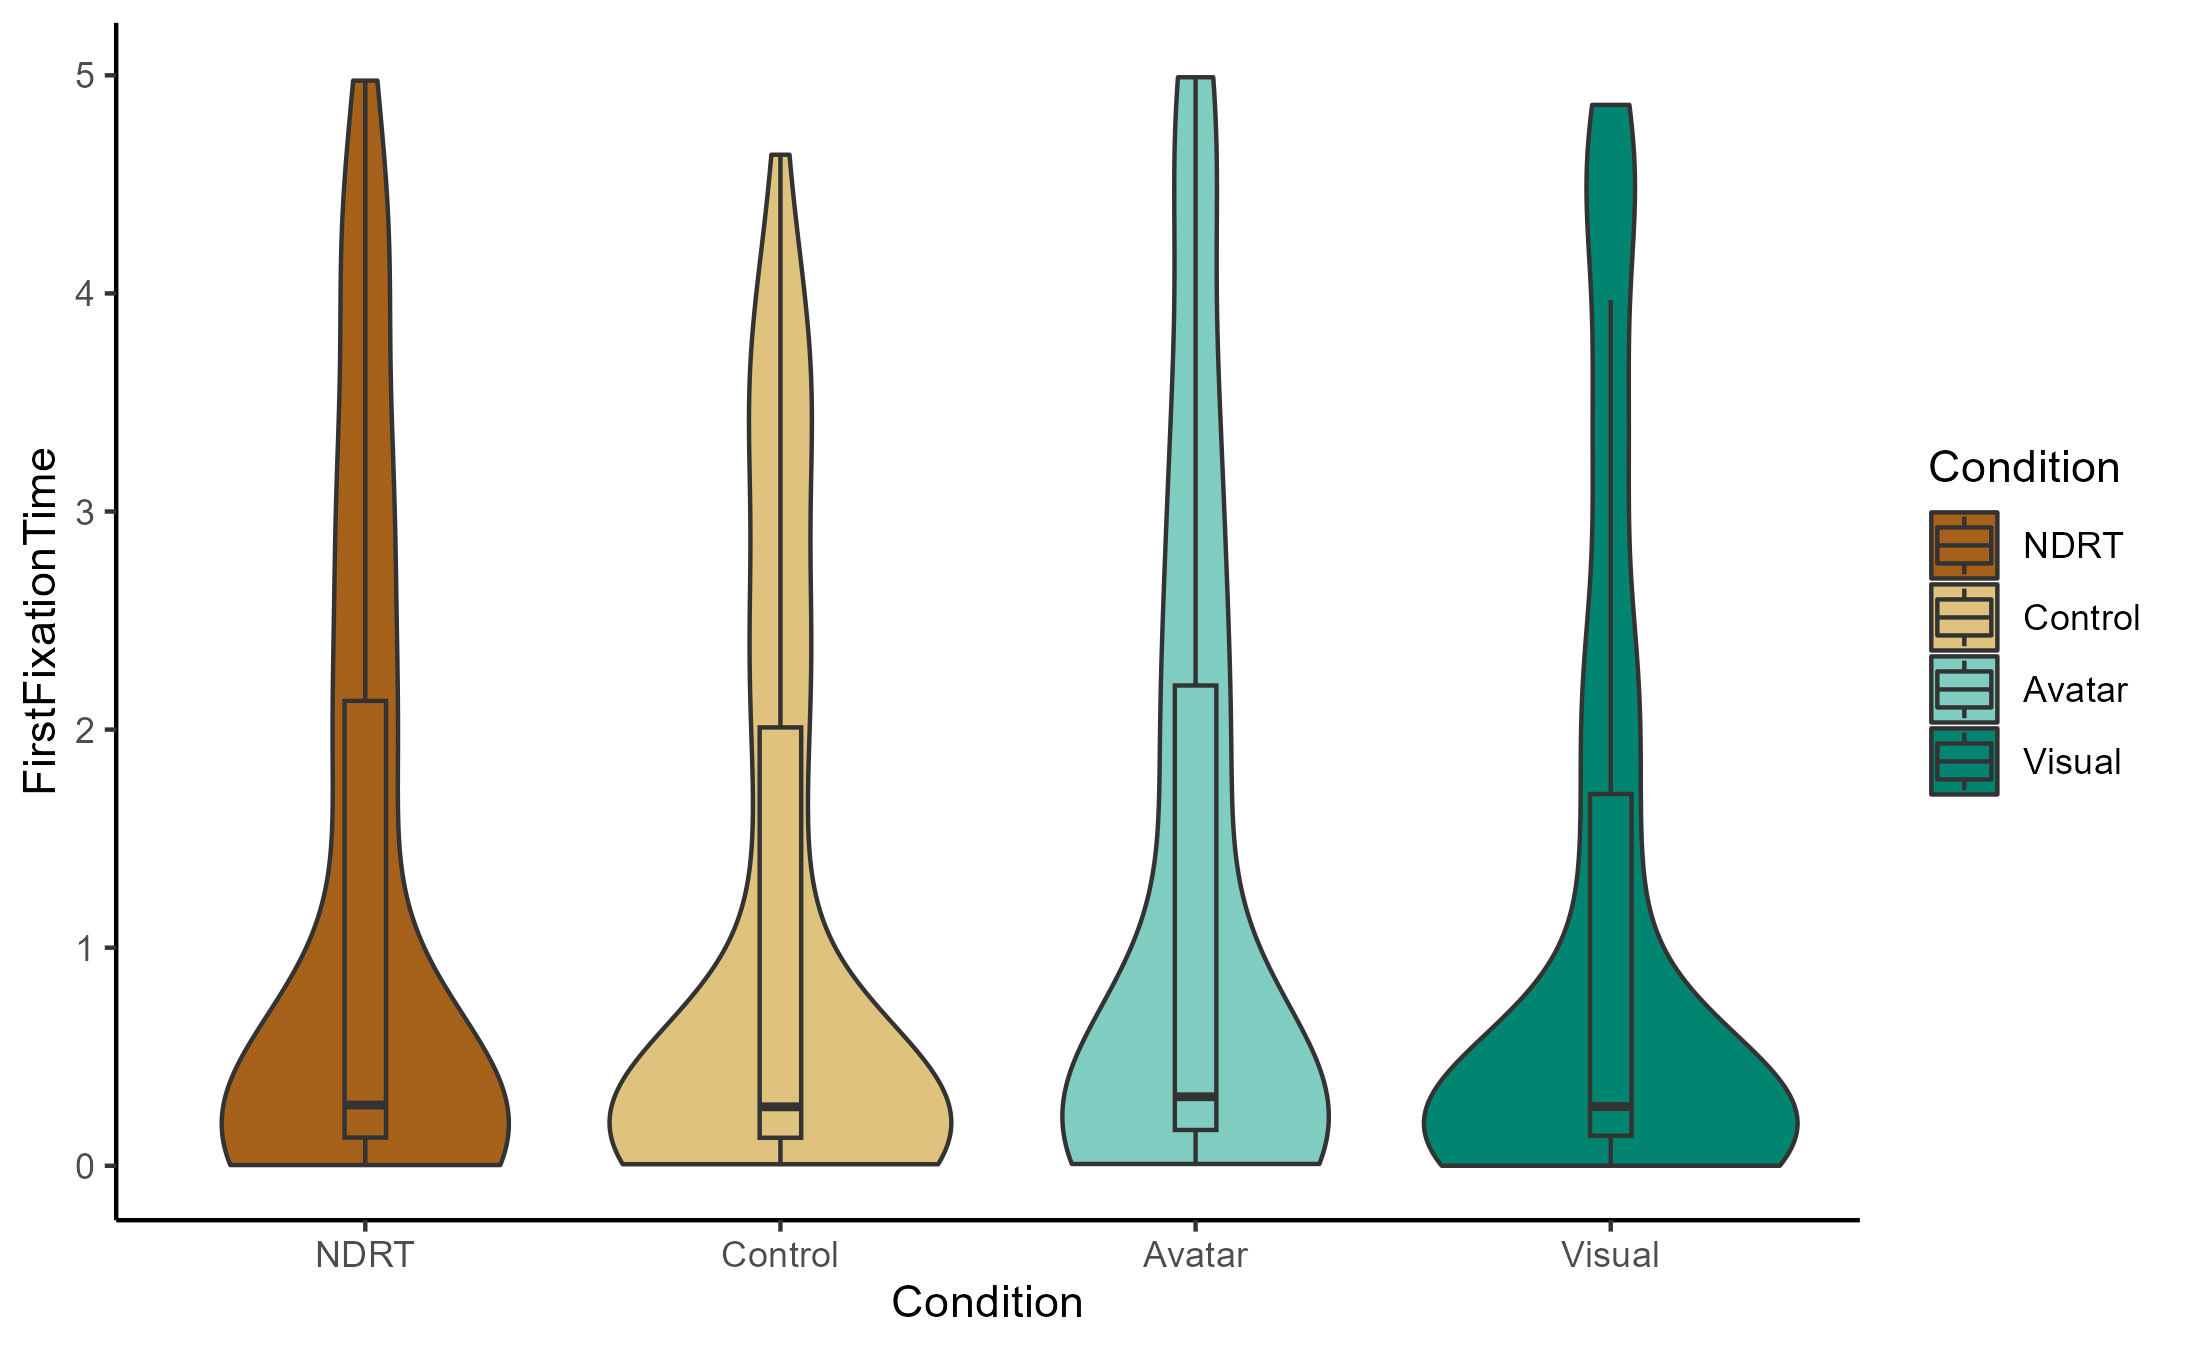 FirstFixationTime
5
4
3
2
1
0
NDRT Control Avatar Visual
Condition
Condition
NDRT
Control
Avatar
Visual